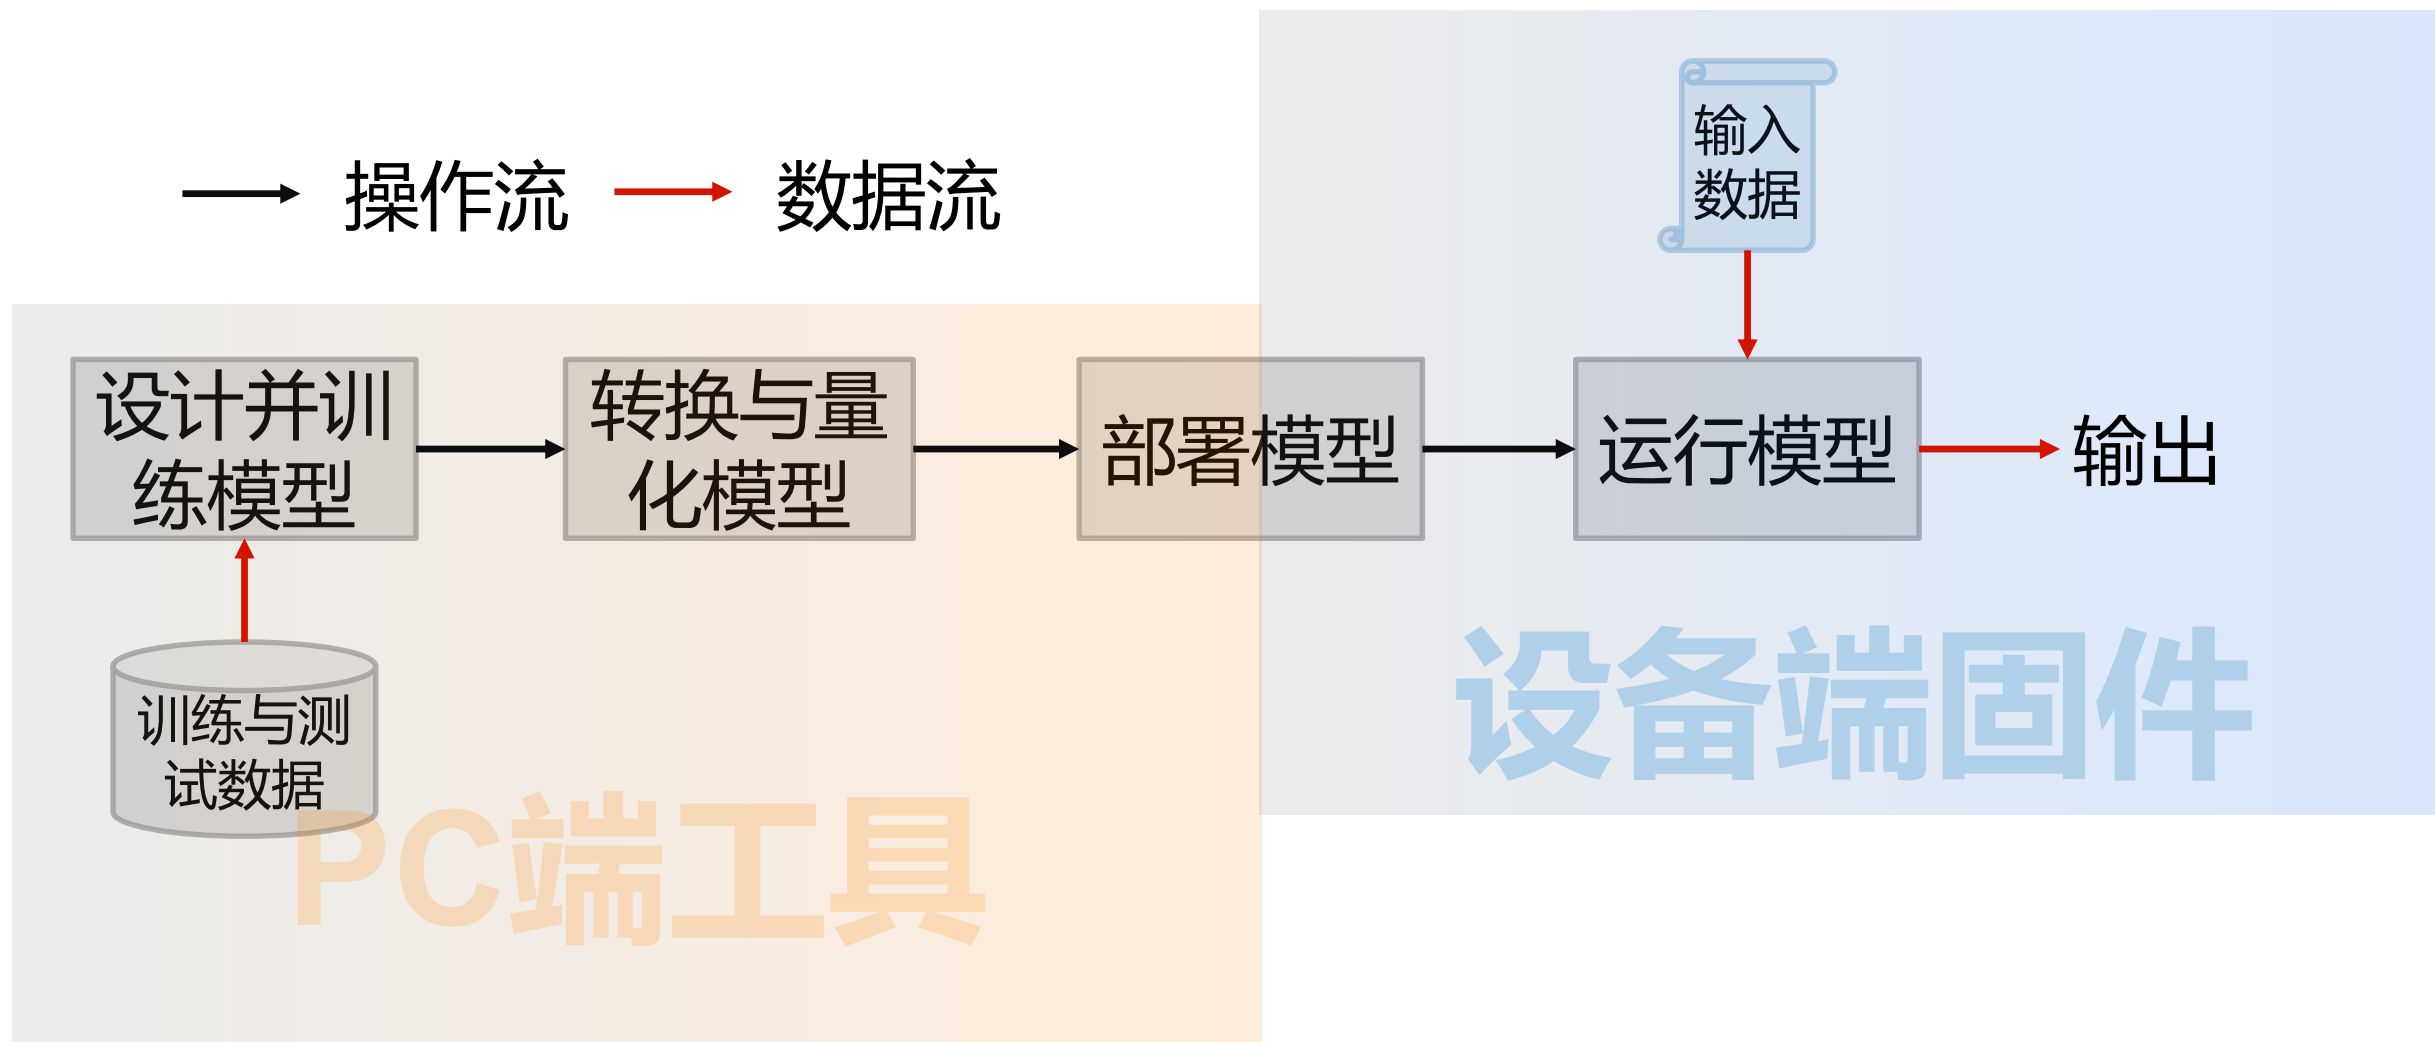 操作流
数据流
输入
数据
设计并训
练模型
转换与量
化模型
部署模型
运行模型
输出
训练与测
试数据
设备端固件
PC端工具